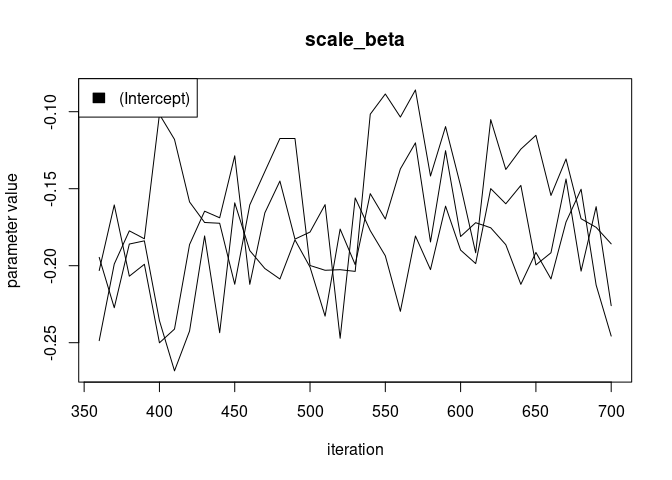 scale_beta
(Intercept)
parameter value
-0.10
-0.15
-0.20
-0.25
350 400 450 500 550 600 650 700
iteration